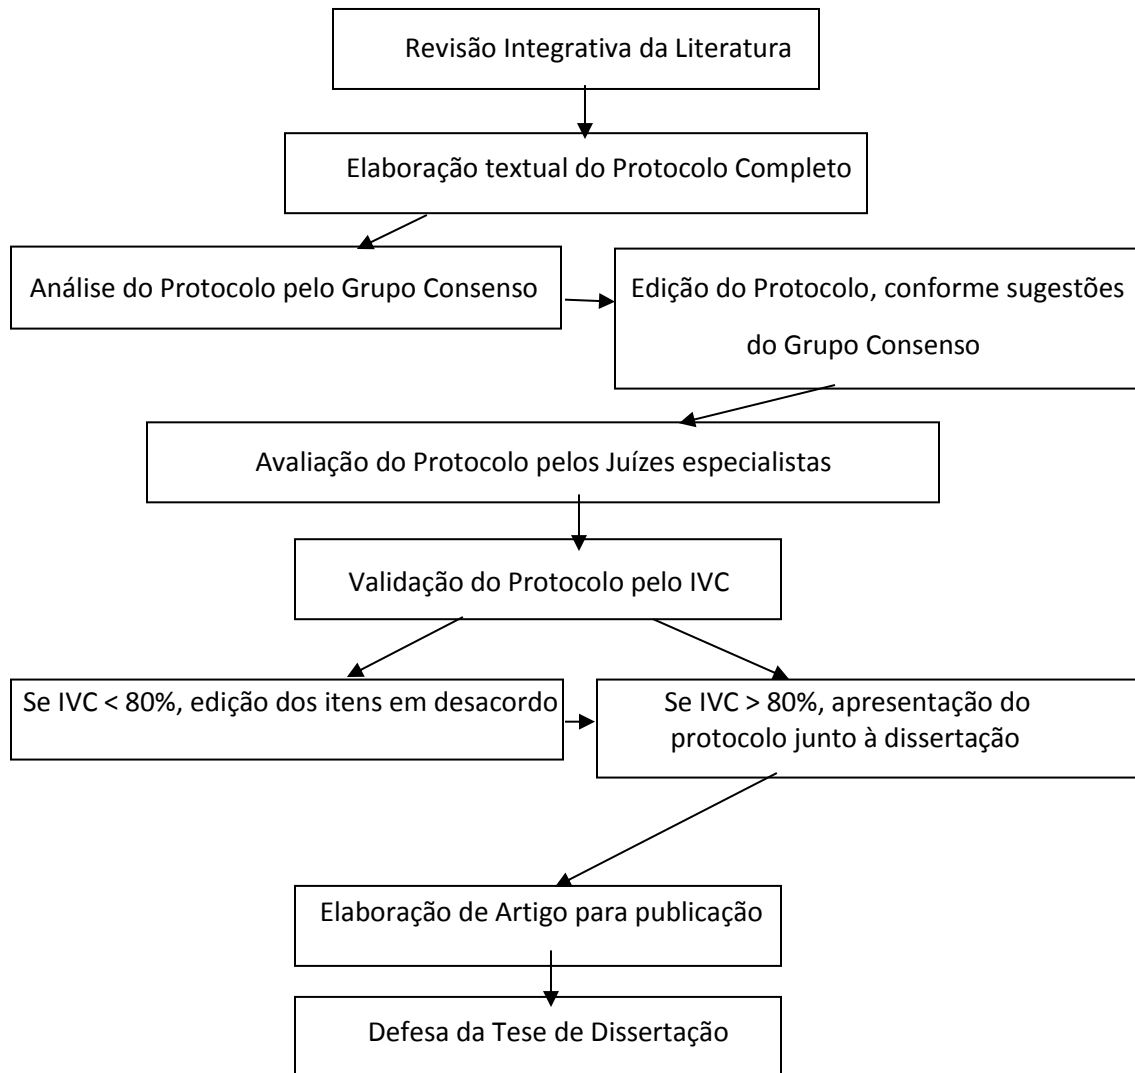 Revisão Integrativa da Literatura
Elaboração textual do Protocolo Completo
Análise do Protocolo pelo Grupo Consenso
Edição do Protocolo, conforme sugestões
do Grupo Consenso
Avaliação do Protocolo pelos Juízes especialistas
Validação do Protocolo pelo IVC
Se IVC < 80%, edição dos itens em desacordo
Se IVC > 80%, apresentação do
protocolo junto à dissertação
Elaboração de Artigo para publicação
Defesa da Tese de Dissertação